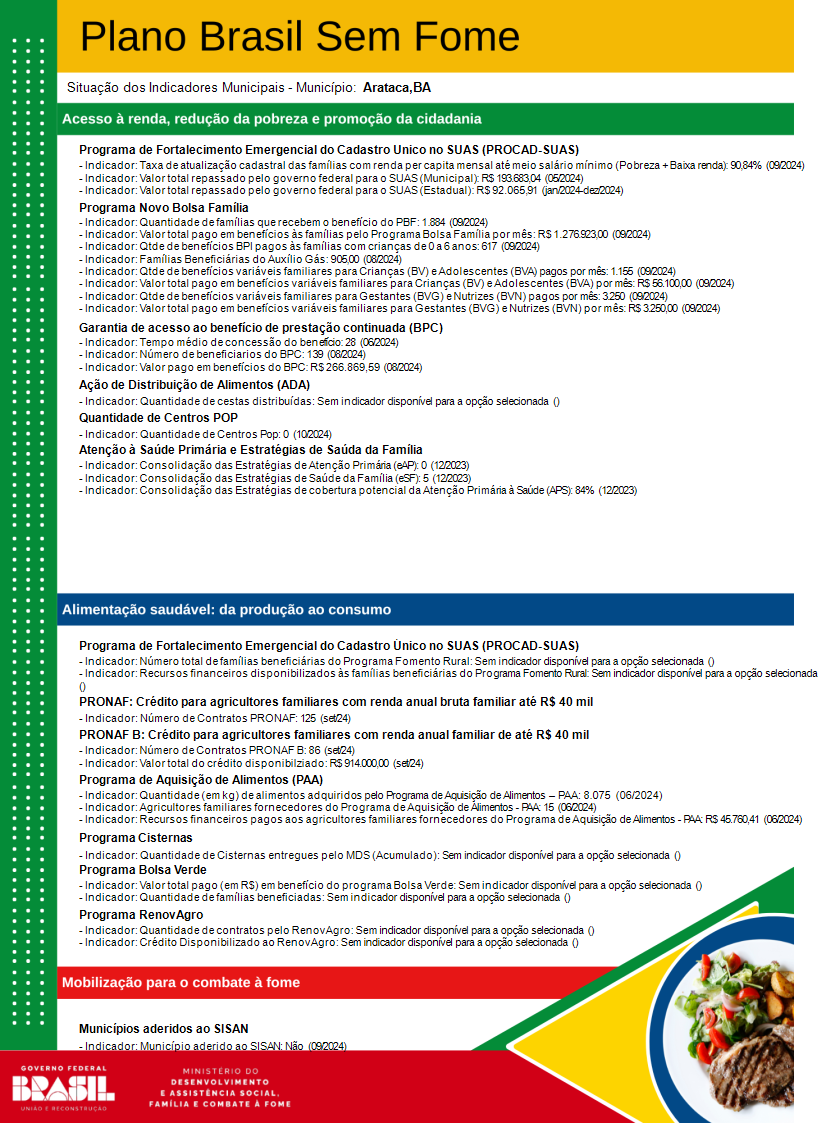 Plano Brasil Sem Fome
Situação dos Indicadores Municipais - Município: Arataca,BA
Acesso à renda, redução da pobreza e promoção da cidadania
Programa de Fortalecimento Emergencial do Cadastro Único no SUAS (PROCAD-SUAS)
- Indicador: Taxa de atualização cadastral das famílias com renda per capita mensal até meio salário mínimo (Pobreza + Baixa renda): 90,84% (09/2024)
- Indicador: Valor total repassado pelo governo federal para o SUAS (Municipal): R$ 193.683,04 (05/2024)
- Indicador: Valor total repassado pelo governo federal para o SUAS (Estadual): R$ 92.065,91 (jan/2024-dez/2024)
Programa Novo Bolsa Família
- Indicador: Quantidade de famílias que recebem o benefício do PBF: 1.884 (09/2024)
- Indicador: Valor total pago em benefícios às famílias pelo Programa Bolsa Família por mês: R$ 1.276.923,00 (09/2024)
- Indicador: Qtde de benefícios BPI pagos às famílias com crianças de 0 a 6 anos: 617 (09/2024)
- Indicador: Famílias Beneficiárias do Auxílio Gás: 905,00 (08/2024)
- Indicador: Qtde de benefícios variáveis familiares para Crianças (BV) e Adolescentes (BVA) pagos por mês: 1.155 (09/2024)
- Indicador: Valor total pago em benefícios variáveis familiares para Crianças (BV) e Adolescentes (BVA) por mês: R$ 56.100,00 (09/2024)
- Indicador: Qtde de benefícios variáveis familiares para Gestantes (BVG) e Nutrizes (BVN) pagos por mês: 3.250 (09/2024)
- Indicador: Valor total pago em benefícios variáveis familiares para Gestantes (BVG) e Nutrizes (BVN) por mês: R$ 3.250,00 (09/2024)
Garantia de acesso ao benefício de prestação continuada (BPC)
- Indicador: Tempo médio de concessão do benefício: 28 (06/2024)
- Indicador: Número de beneficiarios do BPC: 139 (08/2024)
- Indicador: Valor pago em benefícios do BPC: R$ 266.869,59 (08/2024)
Ação de Distribuição de Alimentos (ADA)
- Indicador: Quantidade de cestas distribuídas: Sem indicador disponível para a opção selecionada ()
Quantidade de Centros POP
- Indicador: Quantidade de Centros Pop: 0 (10/2024)
Atenção à Saúde Primária e Estratégias de Saúda da Família
- Indicador: Consolidação das Estratégias de Atenção Primária (eAP): 0 (12/2023)
- Indicador: Consolidação das Estratégias de Saúde da Família (eSF): 5 (12/2023)
- Indicador: Consolidação das Estratégias de cobertura potencial da Atenção Primária à Saúde (APS): 84% (12/2023)
Alimentação saudável: da produção ao consumo
Programa de Fortalecimento Emergencial do Cadastro Único no SUAS (PROCAD-SUAS)
- Indicador: Número total de famílias beneficiárias do Programa Fomento Rural: Sem indicador disponível para a opção selecionada ()
- Indicador: Recursos financeiros disponibilizados às famílias beneficiárias do Programa Fomento Rural: Sem indicador disponível para a opção selecionada
()
PRONAF: Crédito para agricultores familiares com renda anual bruta familiar até R$ 40 mil
- Indicador: Número de Contratos PRONAF: 125 (set/24)
PRONAF B: Crédito para agricultores familiares com renda anual familiar de até R$ 40 mil
- Indicador: Número de Contratos PRONAF B: 86 (set/24)
- Indicador: Valor total do crédito disponibilziado: R$ 914.000,00 (set/24)
Programa de Aquisição de Alimentos (PAA)
- Indicador: Quantidade (em kg) de alimentos adquiridos pelo Programa de Aquisição de Alimentos – PAA: 8.075 (06/2024)
- Indicador: Agricultores familiares fornecedores do Programa de Aquisição de Alimentos - PAA: 15 (06/2024)
- Indicador: Recursos financeiros pagos aos agricultores familiares fornecedores do Programa de Aquisição de Alimentos - PAA: R$ 45.760,41 (06/2024)
Programa Cisternas
- Indicador: Quantidade de Cisternas entregues pelo MDS (Acumulado): Sem indicador disponível para a opção selecionada ()
Programa Bolsa Verde
- Indicador: Valor total pago (em R$) em benefício do programa Bolsa Verde: Sem indicador disponível para a opção selecionada ()
- Indicador: Quantidade de famílias beneficiadas: Sem indicador disponível para a opção selecionada ()
Programa RenovAgro
- Indicador: Quantidade de contratos pelo RenovAgro: Sem indicador disponível para a opção selecionada ()
- Indicador: Crédito Disponibilizado ao RenovAgro: Sem indicador disponível para a opção selecionada ()
Mobilização para o combate à fome
Municípios aderidos ao SISAN
- Indicador: Município aderido ao SISAN: Não (09/2024)
GOVERNO FEDERAL
BRASIL
UNIÃO E RECONSTRUÇÃO
MINISTÉRIO DO
DESENVOLVIMENTO
E ASSISTÊNCIA SOCIAL,
FAMÍLIA E COMBATE À FOME